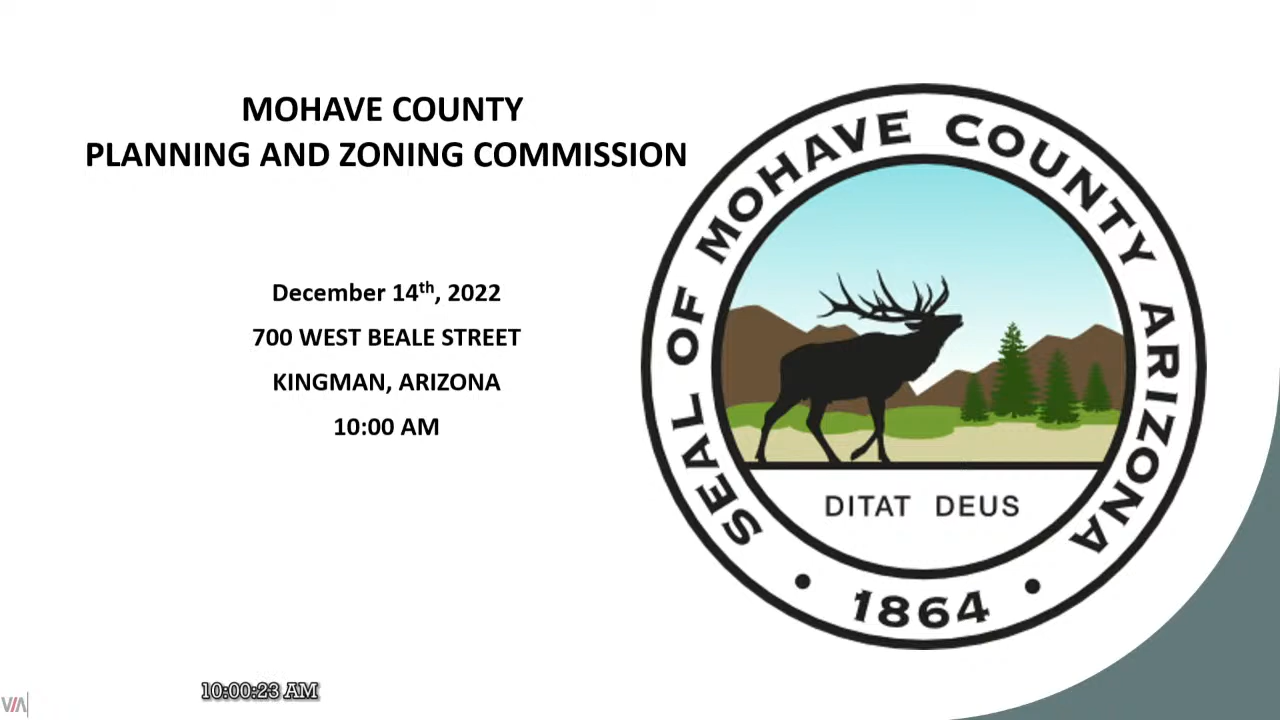 MOHAVE COUNTY
PLANNING AND ZONING COMMISSION
December 14th, 2022
700 WEST BEALE STREET
KINGMAN, ARIZONA
10:00 AM
SEAL OF MOHAVE COUNTY ARIZONA
DITAT DEUS
• 1864 •
10:00:23 AM
VIA